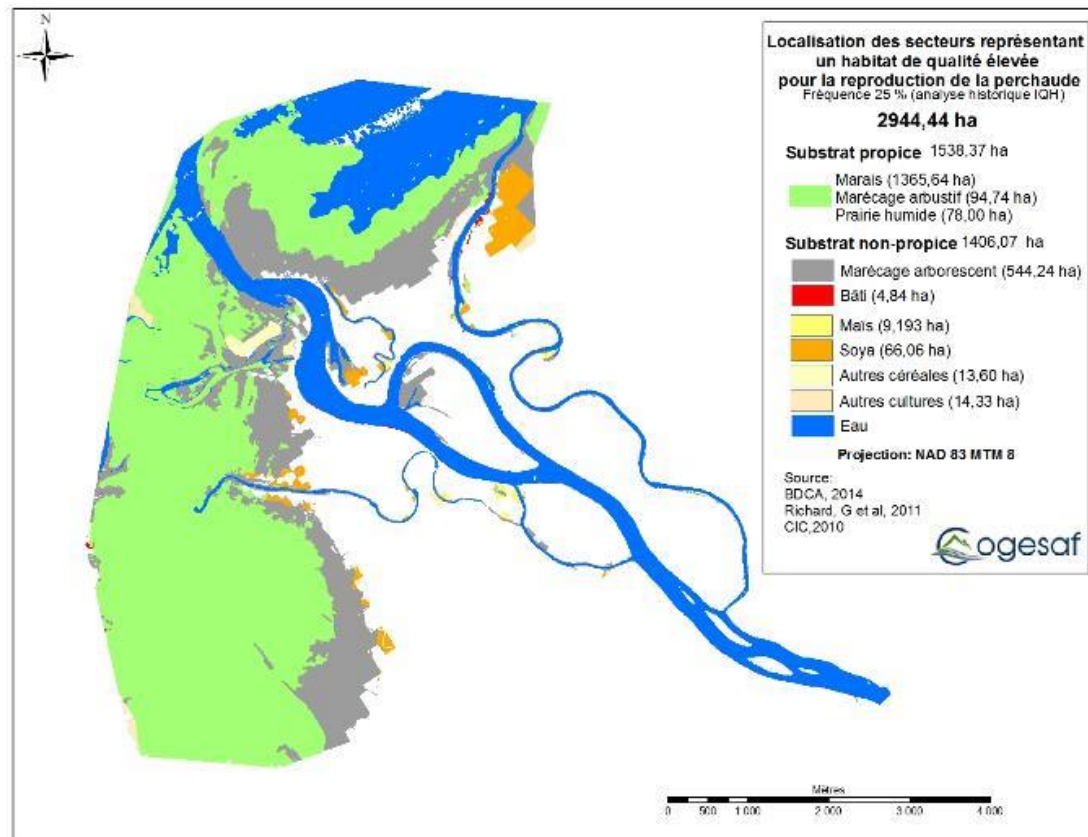 N
Localisation des secteurs représentant
un habitat de qualité élevée
pour la reproduction de la perchaude
Fréquence 25 % (analyse historique IQH)
2944,44 ha
Substrat propice 1538,37 ha
Marais (1365,64 ha)
Marécage arbustif (94,74 ha)
Prairie humide (78,00 ha)
Substrat non-propice 1406,07 ha
Marécage arborescent (544,24 ha)
Bâti (4,84 ha)
Maïs (9,193 ha)
Soya (66,06 ha)
Autres céréales (13,60 ha)
Autres cultures (14,33 ha)
Eau
Projection: NAD 83 MTM 8
Source:
BDCA, 2014
Richard, G et al, 2011
CIC,2010
Cogesaf
Mètres
0 500 1 000 2 000 3 000 4 000